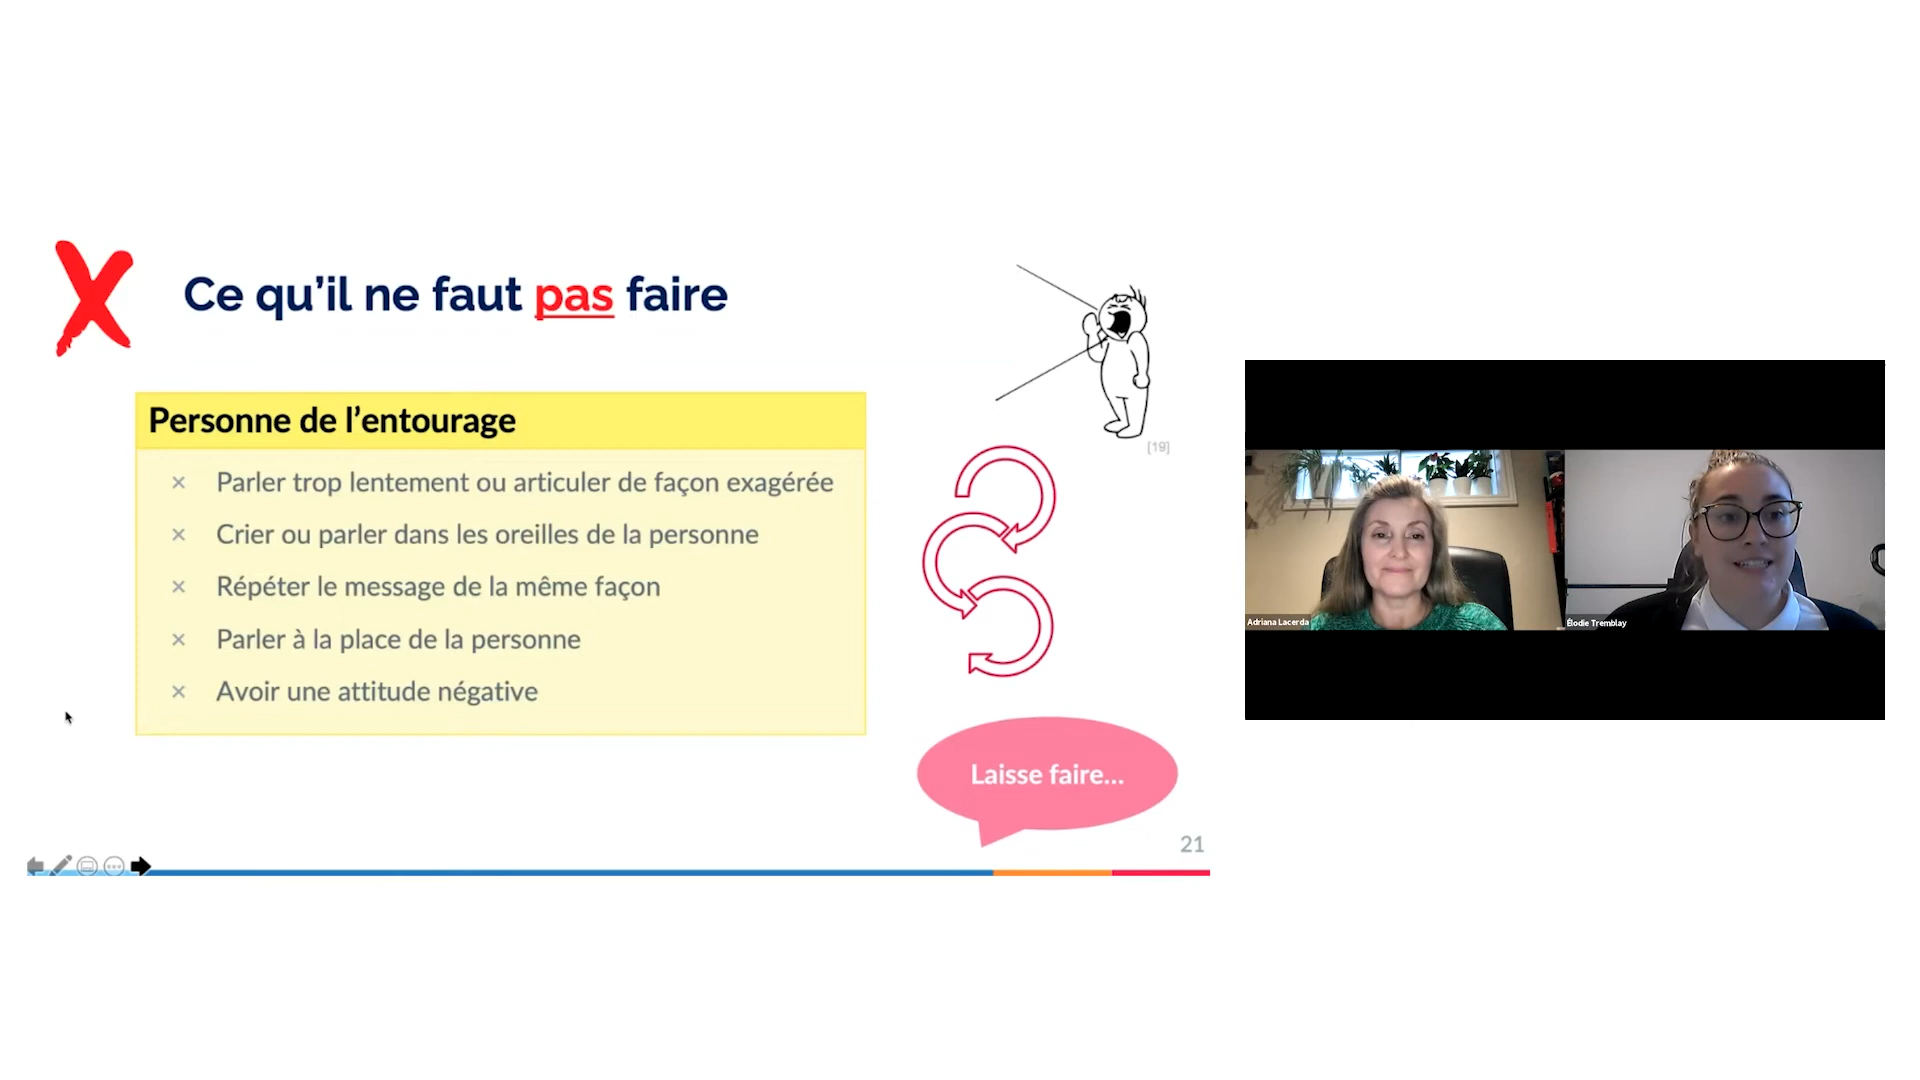 Ce qu’il ne faut pas faire
[19]
Personne de l’entourage
× Parler trop lentement ou articuler de façon exagérée
× Crier ou parler dans les oreilles de la personne
× Répéter le message de la même façon
× Parler à la place de la personne
× Avoir une attitude négative
Laisse faire...
21
Adriana Lacerda
Élodie Tremblay